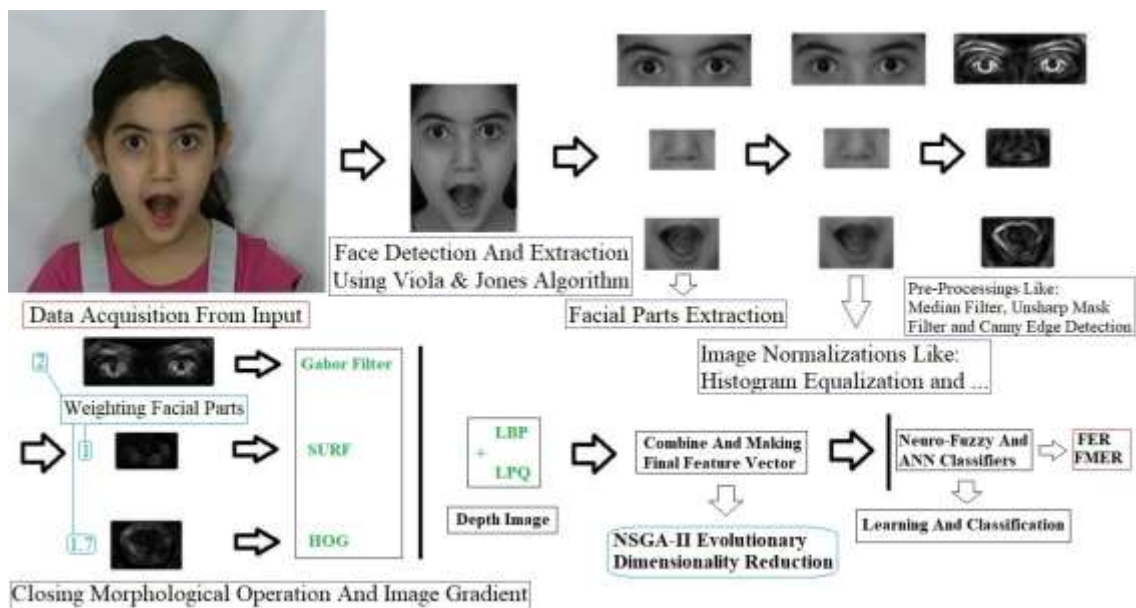 Face Detection And Extraction
Using Viola & Jones Algorithm
Data Acquisition From Input
Facial Parts Extraction
Pre-Processings Like:
Median Filter, Unsharp Mask
Filter and Canny Edge Detection
Image Normalizations Like:
Histogram Equalization and ...
2
Weighting Facial Parts
1
1.7
Gabor Filter
SURF
HOG
Closing Morphological Operation And Image Gradient
LBP
+
LPQ
Depth Image
Combine And Making
Final Feature Vector
NSGA-II Evolutionary
Dimensionality Reduction
Neuro-Fuzzy And
ANN Classifiers
Learning And Classification
FER
FMER